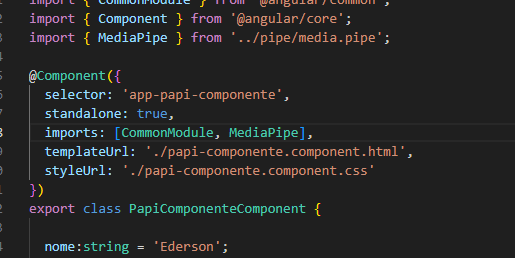 import { CommonModule } from '@angular/common';
import { Component } from '@angular/core';
import { MediaPipe } from '../pipe/media.pipe';
@Component({
selector: 'app-papi-componente',
standalone: true,
imports: [CommonModule, MediaPipe],
templateUrl: './papi-componente.component.html',
styleUrl: './papi-componente.component.css'
})
export class PapiComponenteComponent {
nome:string = 'Ederson';